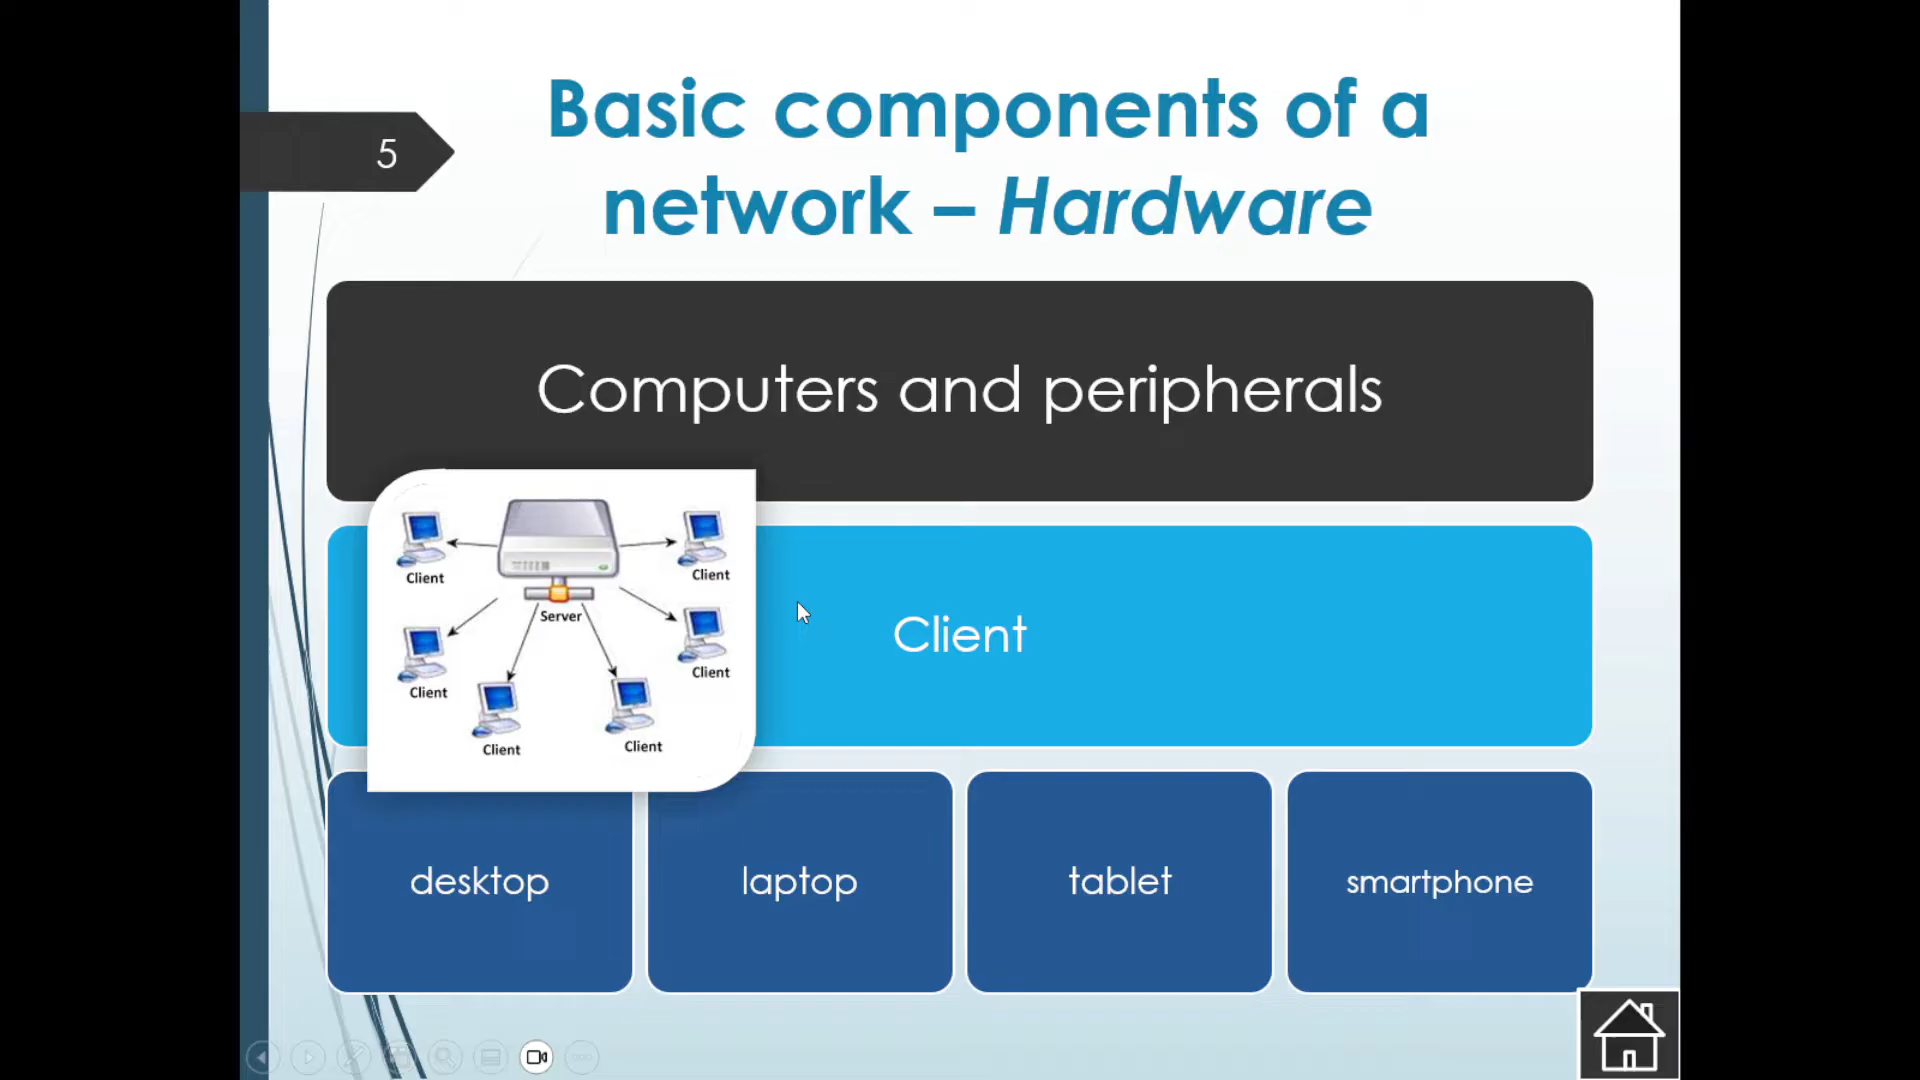 5
Basic components of a
network – Hardware
Computers and peripherals
Client
Client
Server
Client
Client
Client
Client
Client
Client
desktop
laptop
tablet
smartphone